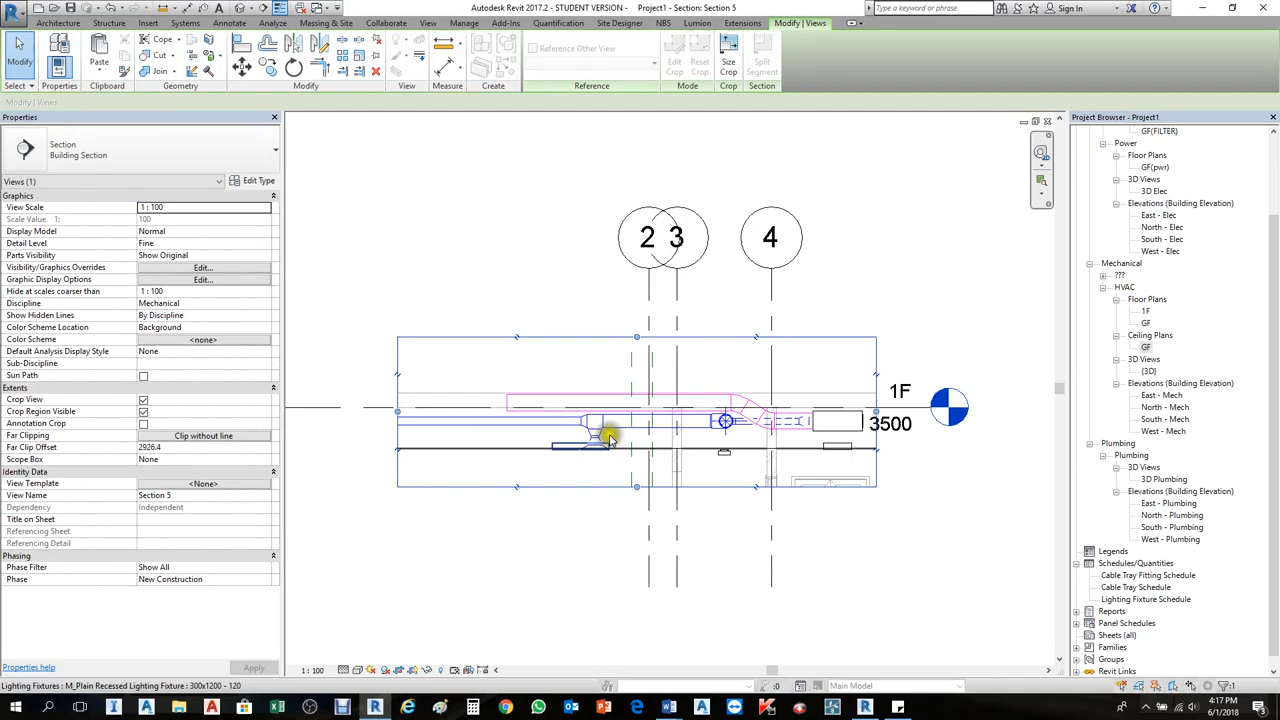 Autodesk Revit 2017.2 - STUDENT VERSION - Project1 - Section: Section 5
Type a keyword or phrase
Sign In
Architecture Structure Insert Systems Annotate Analyze Massing & Site Collaborate View Manage Add-Ins Quantification Site Designer NBS Lumion Extensions Modify | Views
Modify
Paste
Cope
Cut
Join
Reference Other View
Edit Crop
Reset Crop
Size Crop
Split Segment
Select Properties Clipboard Geometry Modify View Measure Create Reference Mode Crop Section
Modify | Views
Properties
Section
Building Section
Views (1)
Edit Type
Graphics
View Scale 1 : 100
Scale Value 1: 100
Display Model Normal
Detail Level Fine
Parts Visibility Show Original
Visibility/Graphics Overrides Edit...
Graphic Display Options Edit...
Hide at scales coarser than 1 : 100
Discipline Mechanical
Show Hidden Lines By Discipline
Color Scheme Location Background
Color Scheme <none>
Default Analysis Display Style None
Sub-Discipline
Sun Path
Extents
Crop View
Crop Region Visible
Annotation Crop
Far Clipping Clip without line
Far Clip Offset 2926.4
Scope Box None
Identity Data
View Template <None>
View Name Section 5
Dependency Independent
Title on Sheet
Referencing Sheet
Referencing Detail
Phasing
Phase Filter Show All
Phase New Construction
Properties help
Apply
2 3 4
1F
3500
Project Browser - Project1
GF(FILTER)
Power
Floor Plans
GF(pwr)
3D Views
3D Elec
Elevations (Building Elevation)
East - Elec
North - Elec
South - Elec
West - Elec
Mechanical
???
HVAC
Floor Plans
1F
GF
Ceiling Plans
GF
3D Views
{3D}
Elevations (Building Elevation)
East - Mech
North - Mech
South - Mech
West - Mech
Plumbing
Plumbing
3D Views
3D Plumbing
Elevations (Building Elevation)
East - Plumbing
North - Plumbing
South - Plumbing
West - Plumbing
Legends
Schedules/Quantities
Cable Tray Fitting Schedule
Cable Tray Schedule
Lighting Fixture Schedule
Reports
Panel Schedules
Sheets (all)
Families
Groups
Revit Links
1 : 100
Lighting Fixtures : M_Plain Recessed Lighting Fixture : 300x1200 - 120
:0
Main Model
:1
4:17 PM
6/1/2018